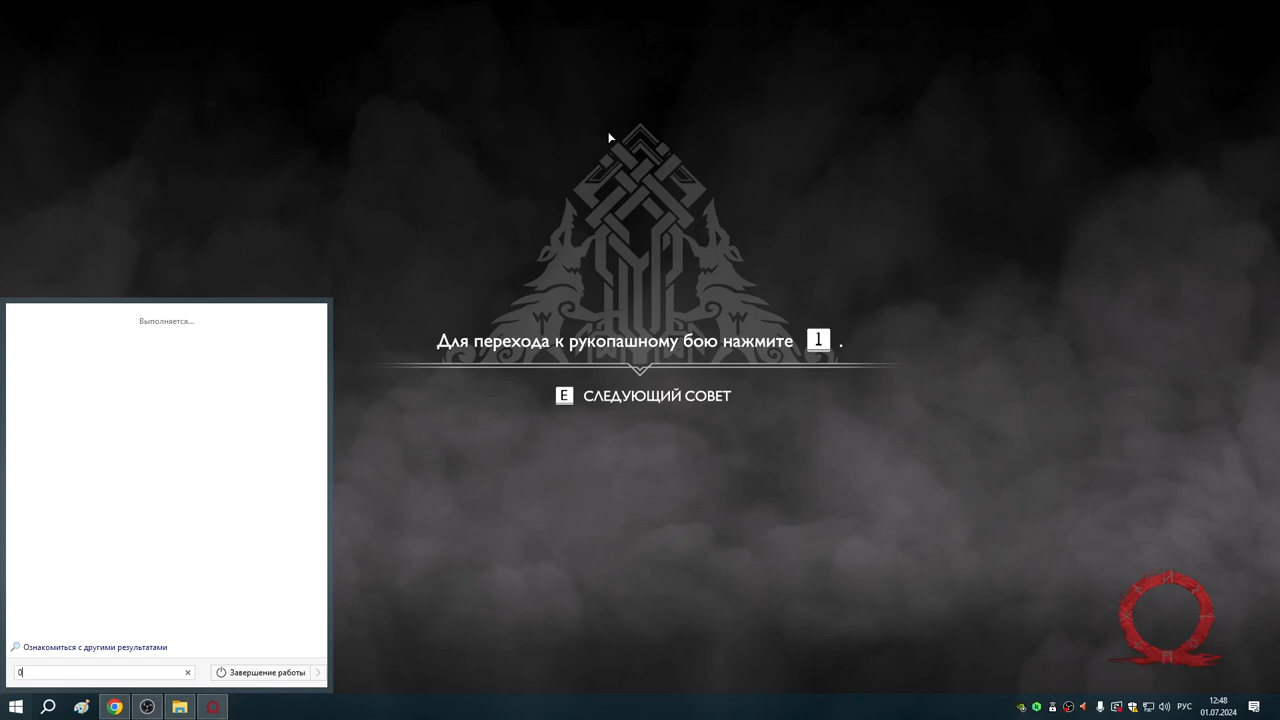 Для перехода к рукопашному бою нажмите 1 .
E СЛЕДУЮЩИЙ СОВЕТ
Выполняется...
Ознакомиться с другими результатами
0
Завершение работы
РУС
12:48
01.07.2024